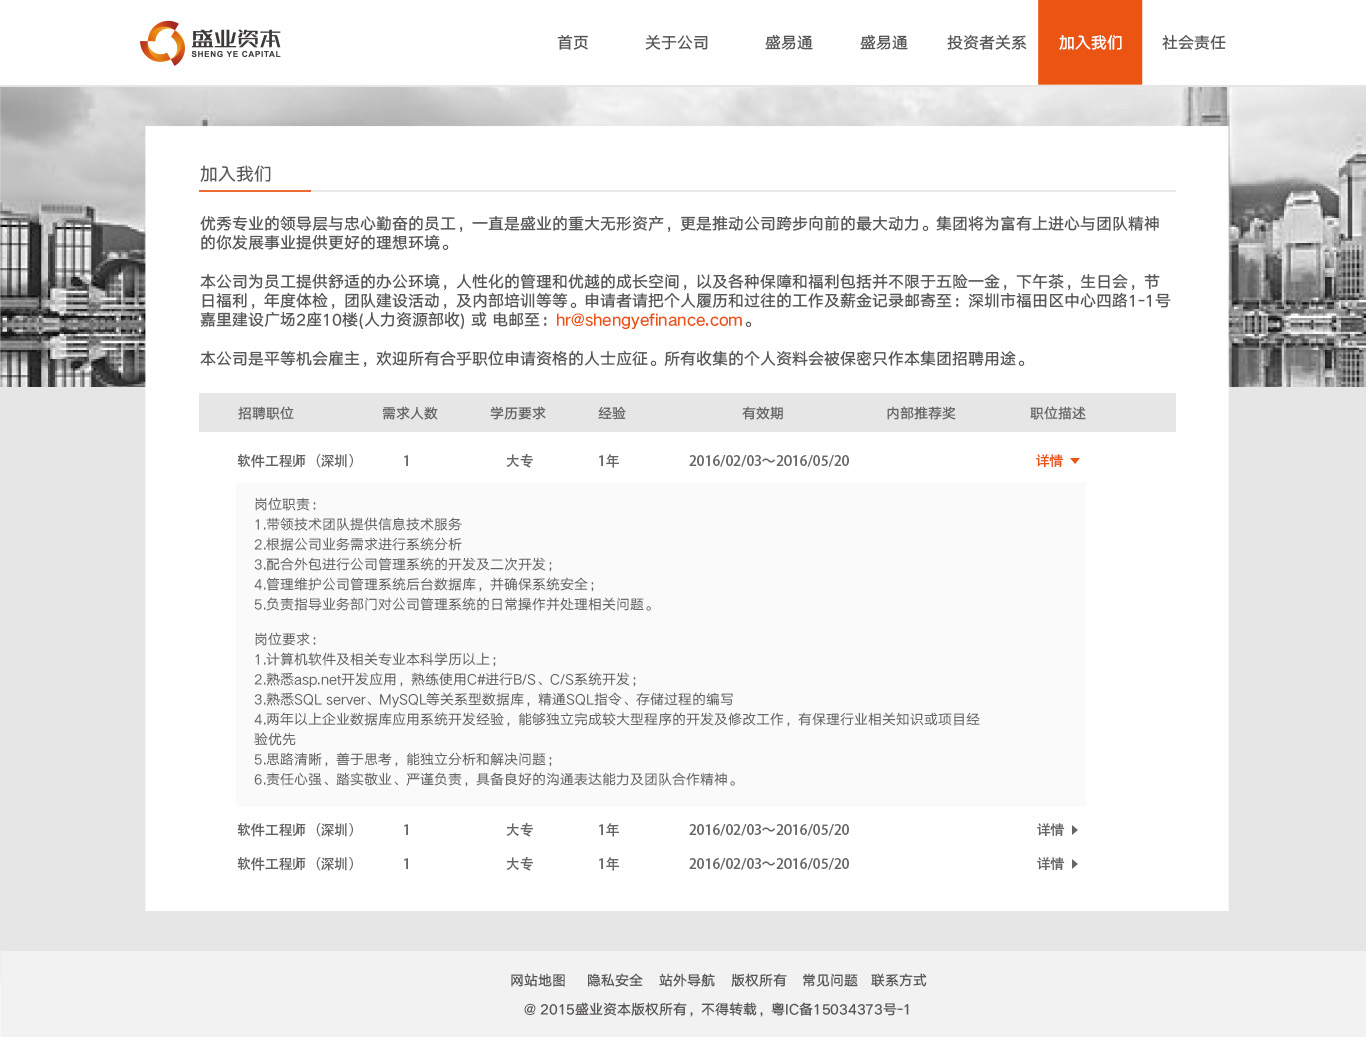 盛业资本
SHENG YE CAPITAL
首页 关于公司 盛易通 盛易通 投资者关系 加入我们 社会责任
加入我们
优秀专业的领导层与忠心勤奋的员工，一直是盛业的重大无形资产，更是推动公司跨步向前的最大动力。集团将为富有上进心与团队精神
的你发展事业提供更好的理想环境。
本公司为员工提供舒适的办公环境，人性化的管理和优越的成长空间，以及各种保障和福利包括并不限于五险一金，下午茶，生日会，节
日福利，年度体检，团队建设活动，及内部培训等等。申请者请把个人履历和过往的工作及薪金记录邮寄至：深圳市福田区中心四路1-1号
嘉里建设广场2座10楼(人力资源部收) 或 电邮至：hr@shengyefinance.com。
本公司是平等机会雇主，欢迎所有合乎职位申请资格的人士应征。所有收集的个人资料会被保密只作本集团招聘用途。
招聘职位 需求人数 学历要求 经验 有效期 内部推荐奖 职位描述
软件工程师（深圳） 1 大专 1年 2016/02/03～2016/05/20 详情
岗位职责：
1.带领技术团队提供信息技术服务
2.根据公司业务需求进行系统分析
3.配合外包进行公司管理系统的开发及二次开发；
4.管理维护公司管理系统后台数据库，并确保系统安全；
5.负责指导业务部门对公司管理系统的日常操作并处理相关问题。
岗位要求：
1.计算机软件及相关专业本科学历以上；
2.熟悉asp.net开发应用，熟练使用C#进行B/S、C/S系统开发；
3.熟悉SQL server、MySQL等关系型数据库，精通SQL指令、存储过程的编写
4.两年以上企业数据库应用系统开发经验，能够独立完成较大型程序的开发及修改工作，有保理行业相关知识或项目经
验优先
5.思路清晰，善于思考，能独立分析和解决问题；
6.责任心强、踏实敬业、严谨负责，具备良好的沟通表达能力及团队合作精神。
软件工程师（深圳） 1 大专 1年 2016/02/03～2016/05/20 详情
软件工程师（深圳） 1 大专 1年 2016/02/03～2016/05/20 详情
网站地图 隐私安全 站外导航 版权所有 常见问题 联系方式
@ 2015盛业资本版权所有，不得转载，粤IC备15034373号-1